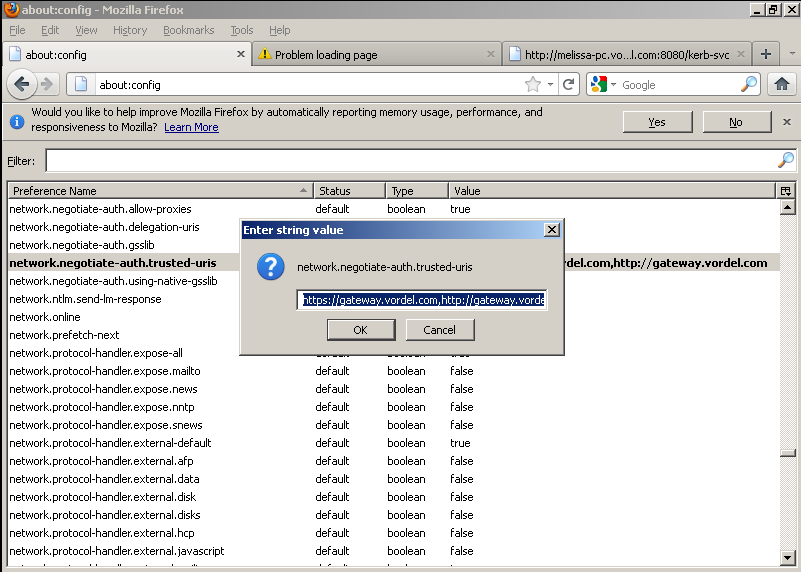 about:config - Mozilla Firefox
File Edit View History Bookmarks Tools Help
about:config Problem loading page http://melissa-pc.vo...l.com:8080/kerb-svc
about:config Google
Would you like to help improve Mozilla Firefox by automatically reporting memory usage, performance, and
responsiveness to Mozilla? Learn More Yes No
Filter:
Preference Name Status Type Value
network.negotiate-auth.allow-proxies default boolean true
network.negotiate-auth.delegation-uris
network.negotiate-auth.gsslib
network.negotiate-auth.trusted-uris del.com,http://gateway.vordel.com
network.negotiate-auth.using-native-gsslib
network.ntlm.send-lm-response
network.online
network.prefetch-next
network.protocol-handler.expose-all default boolean true
network.protocol-handler.expose.mailto default boolean false
network.protocol-handler.expose.news default boolean false
network.protocol-handler.expose.nntp default boolean false
network.protocol-handler.expose.snews default boolean false
network.protocol-handler.external-default default boolean true
network.protocol-handler.external.afp default boolean false
network.protocol-handler.external.data default boolean false
network.protocol-handler.external.disk default boolean false
network.protocol-handler.external.disks default boolean false
network.protocol-handler.external.hcp default boolean false
network.protocol-handler.external.javascript default boolean false
Enter string value
network.negotiate-auth.trusted-uris
https://gateway.vordel.com,http://gateway.vorde
OK Cancel